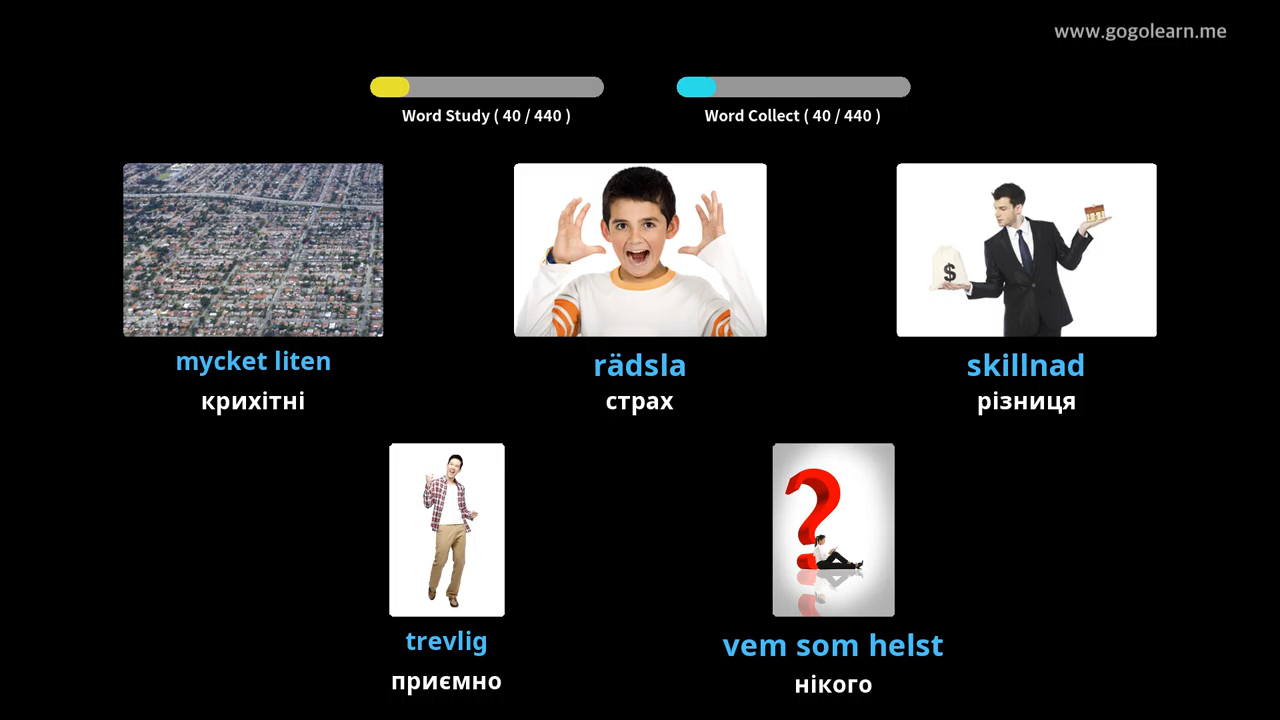 www.gogolearn.me
Word Study ( 40 / 440 )
Word Collect ( 40 / 440 )
mycket liten
крихітні
rädsla
страх
skillnad
різниця
trevlig
приємно
vem som helst
нікого